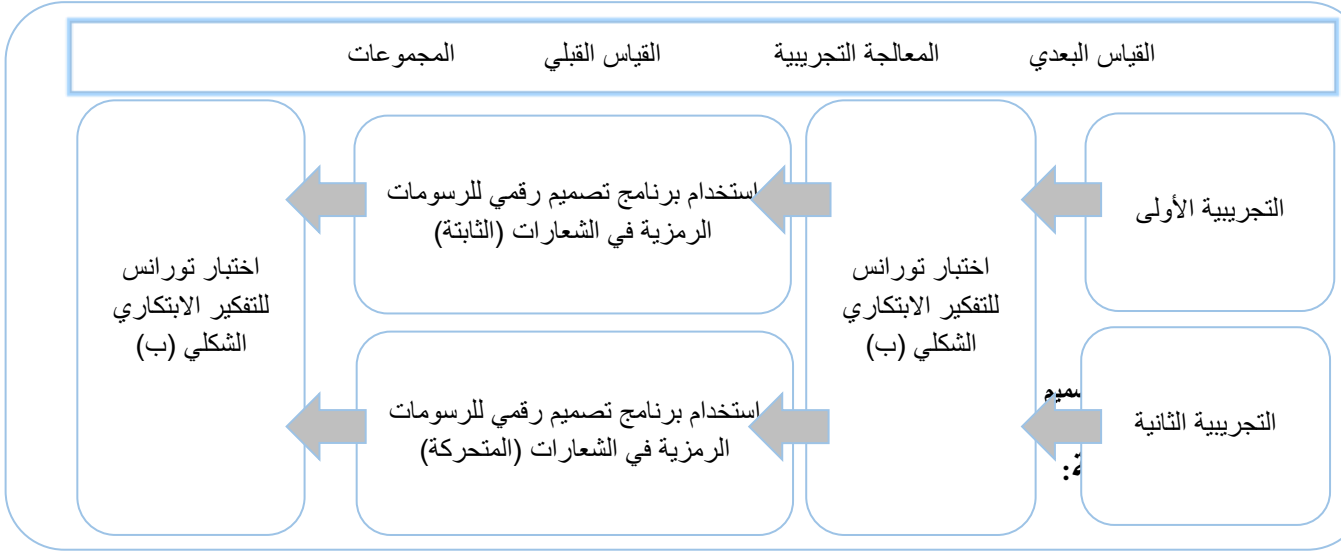 القياس البعدي المعالجة التجريبية القياس القبلي المجموعات
التجريبية الأولى
التجريبية الثانية
اختبار تورانس
للتفكير الابتكاري
الشكلي (ب)
استخدام برنامج تصميم رقمي للرسومات
الرمزية في الشعارات (الثابتة)
استخدام برنامج تصميم رقمي للرسومات
الرمزية في الشعارات (المتحركة)
اختبار تورانس
للتفكير الابتكاري
الشكلي (ب)